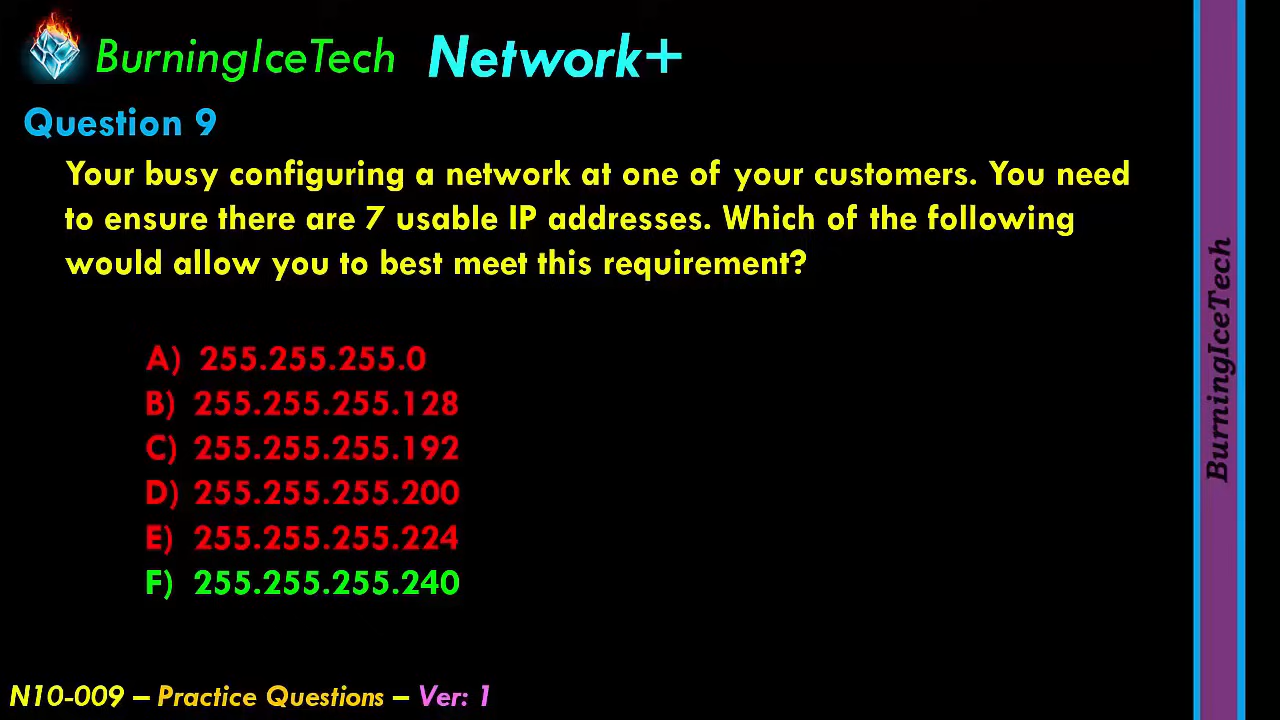 BurningIceTech Network+
Question 9
Your busy configuring a network at one of your customers. You need
to ensure there are 7 usable IP addresses. Which of the following
would allow you to best meet this requirement?
A) 255.255.255.0
B) 255.255.255.128
C) 255.255.255.192
D) 255.255.255.200
E) 255.255.255.224
F) 255.255.255.240
N10-009 – Practice Questions – Ver: 1
BurningIceTech